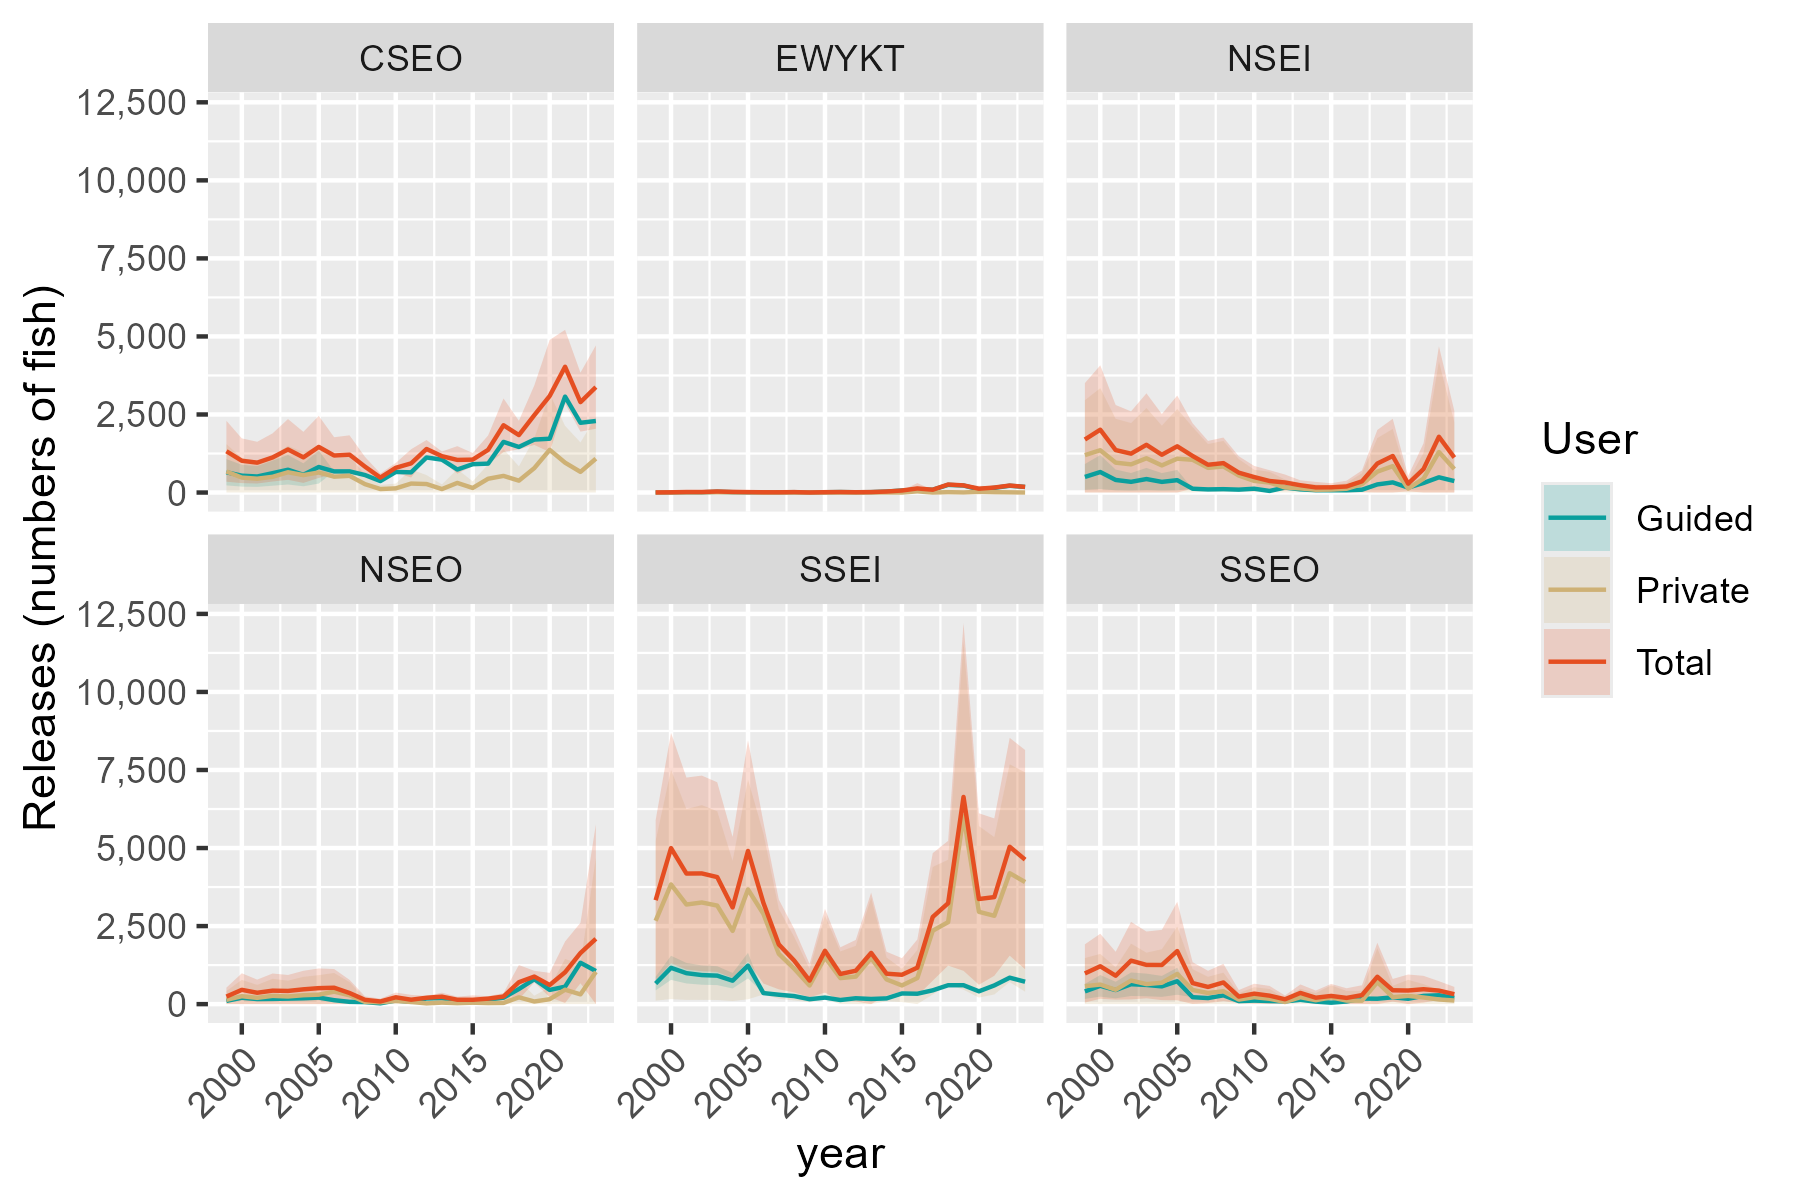 CSEO
EWYKT
NSEI
12,500
10,000
7,500
5,000
2,500
0
NSEO
SSEI
SSEO
12,500
10,000
7,500
5,000
2,500
0
2000 2005 2010 2015 2020
2000 2005 2010 2015 2020
2000 2005 2010 2015 2020
year
Releases (numbers of fish)
User
Guided
Private
Total